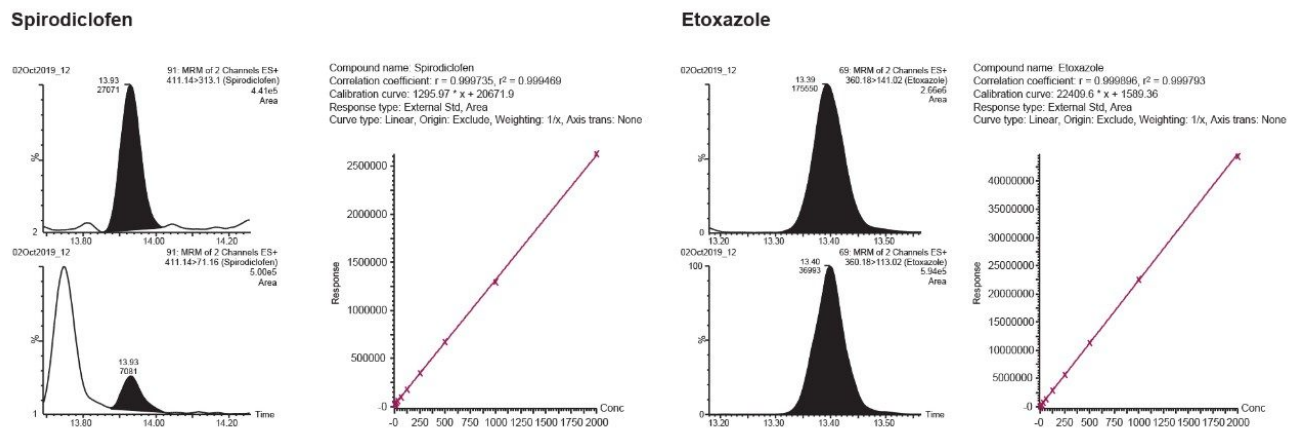 Spirodiclofen
02Oct2019_12
91: MRM of 2 Channels ES+
411.14>313.1 (Spirodiclofen)
4.41e5
Area
13.93
27071
%
2
13.80 14.00 14.20
02Oct2019_12
91: MRM of 2 Channels ES+
411.14>71.16 (Spirodiclofen)
5.00e5
Area
13.93
7081
%
1
13.80 14.00 14.20
Time
Compound name: Spirodiclofen
Correlation coefficient: r = 0.999735, r² = 0.999469
Calibration curve: 1295.97 * x + 20671.9
Response type: External Std, Area
Curve type: Linear, Origin: Exclude, Weighting: 1/x, Axis trans: None
2500000
2000000
1500000
1000000
500000
-0
Response
-0 250 500 750 1000 1250 1500 1750 2000
Conc
Etoxazole
02Oct2019_12
69: MRM of 2 Channels ES+
360.18>141.02 (Etoxazole)
2.66e6
Area
13.39
175550
%
0
13.20 13.30 13.40 13.50
02Oct2019_12
69: MRM of 2 Channels ES+
360.18>113.02 (Etoxazole)
5.94e5
Area
100
13.40
36993
%
0
13.20 13.30 13.40 13.50
Time
Compound name: Etoxazole
Correlation coefficient: r = 0.999896, r² = 0.999793
Calibration curve: 22409.6 * x + 1589.36
Response type: External Std, Area
Curve type: Linear, Origin: Exclude, Weighting: 1/x, Axis trans: None
40000000
35000000
30000000
25000000
20000000
15000000
10000000
5000000
-0
Response
-0 250 500 750 1000 1250 1500 1750 2000
Conc